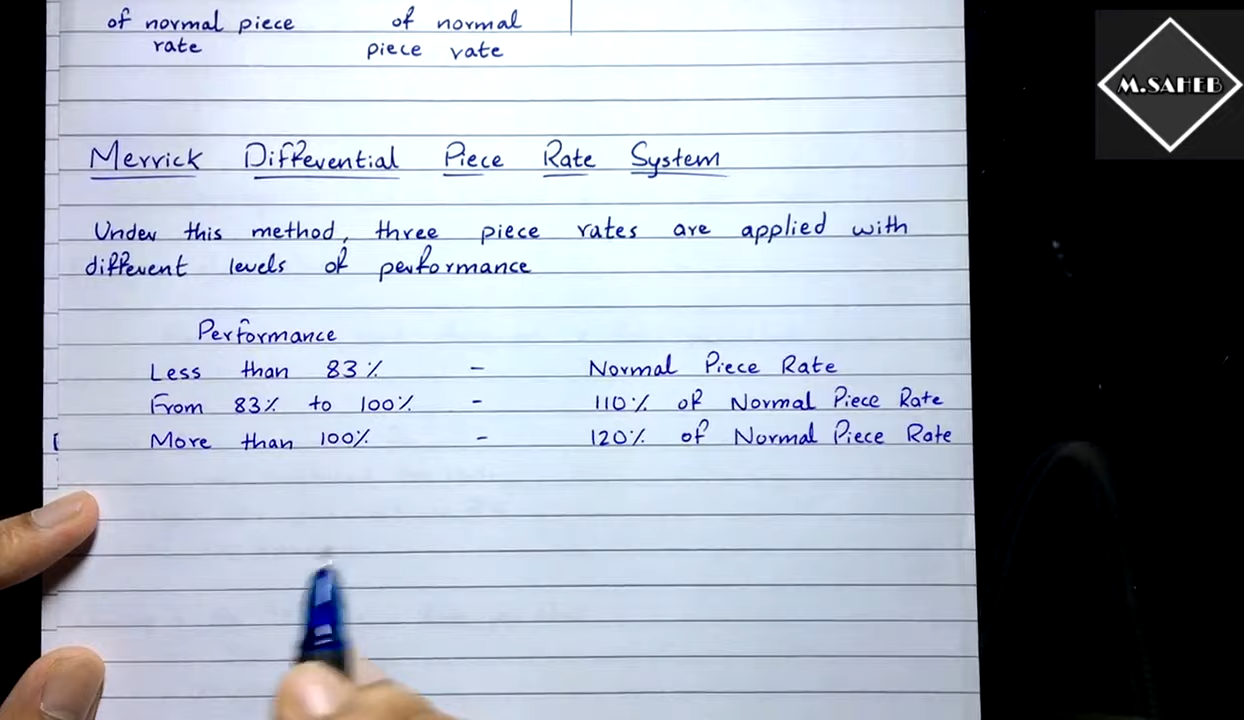 of normal piece rate
of normal piece rate
M.SAHEB
Merrick Differential Piece Rate System
Under this method, three piece rates are applied with
different levels of performance
Performance
Less than 83% - Normal Piece Rate
From 83% to 100% - 110% of Normal Piece Rate
More than 100% - 120% of Normal Piece Rate